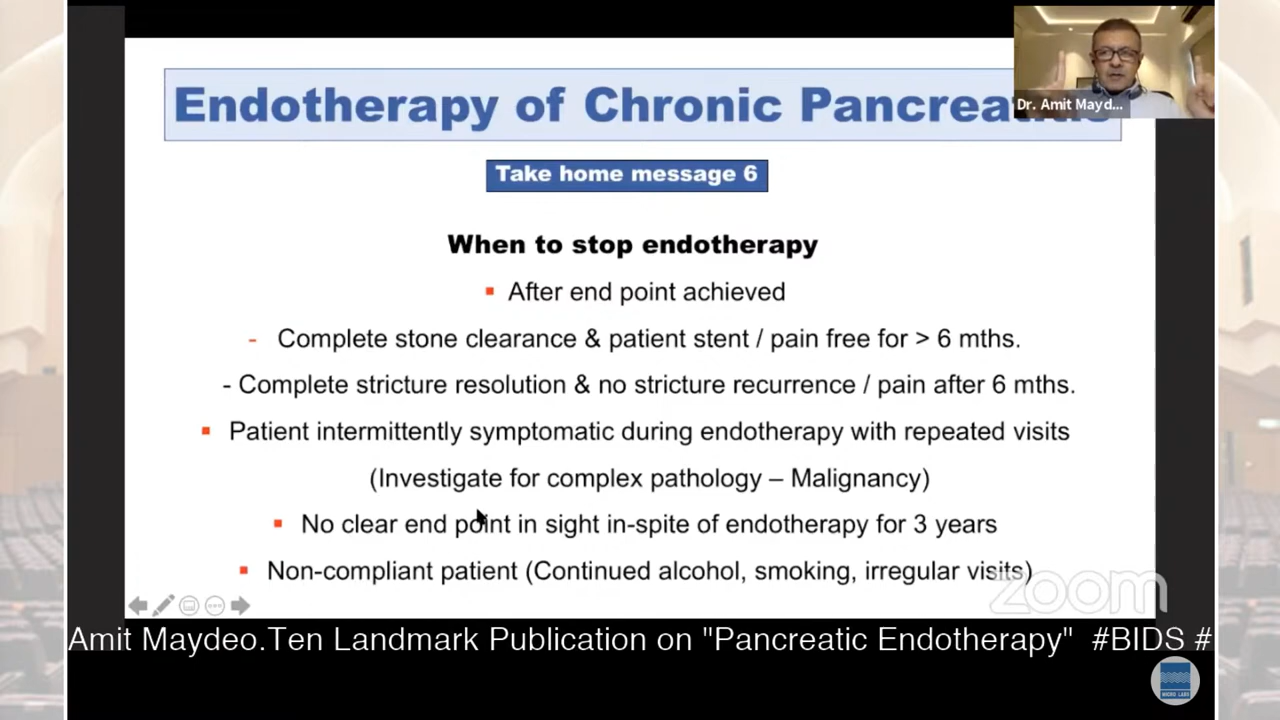 Endotherapy of Chronic Pancreatitis
Dr. Amit Mayd...
Take home message 6
When to stop endotherapy
▪ After end point achieved
- Complete stone clearance & patient stent / pain free for > 6 mths.
- Complete stricture resolution & no stricture recurrence / pain after 6 mths.
▪ Patient intermittently symptomatic during endotherapy with repeated visits
(Investigate for complex pathology – Malignancy)
▪ No clear end point in sight in-spite of endotherapy for 3 years
▪ Non-compliant patient (Continued alcohol, smoking, irregular visits)
zoom
Amit Maydeo.Ten Landmark Publication on "Pancreatic Endotherapy" #BIDS #
MICRO LABS